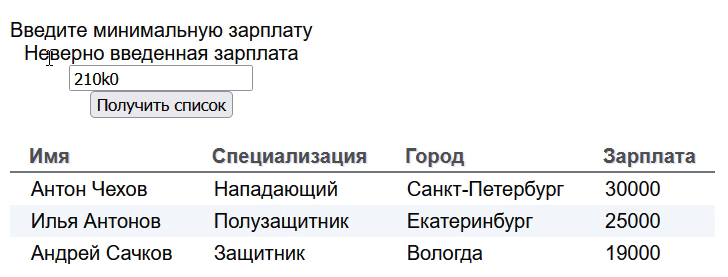 Введите минимальную зарплату
Неверно введенная зарплата
210k0
Получить список
Имя Специализация Город Зарплата
Антон Чехов Нападающий Санкт-Петербург 30000
Илья Антонов Полузащитник Екатеринбург 25000
Андрей Сачков Защитник Вологда 19000